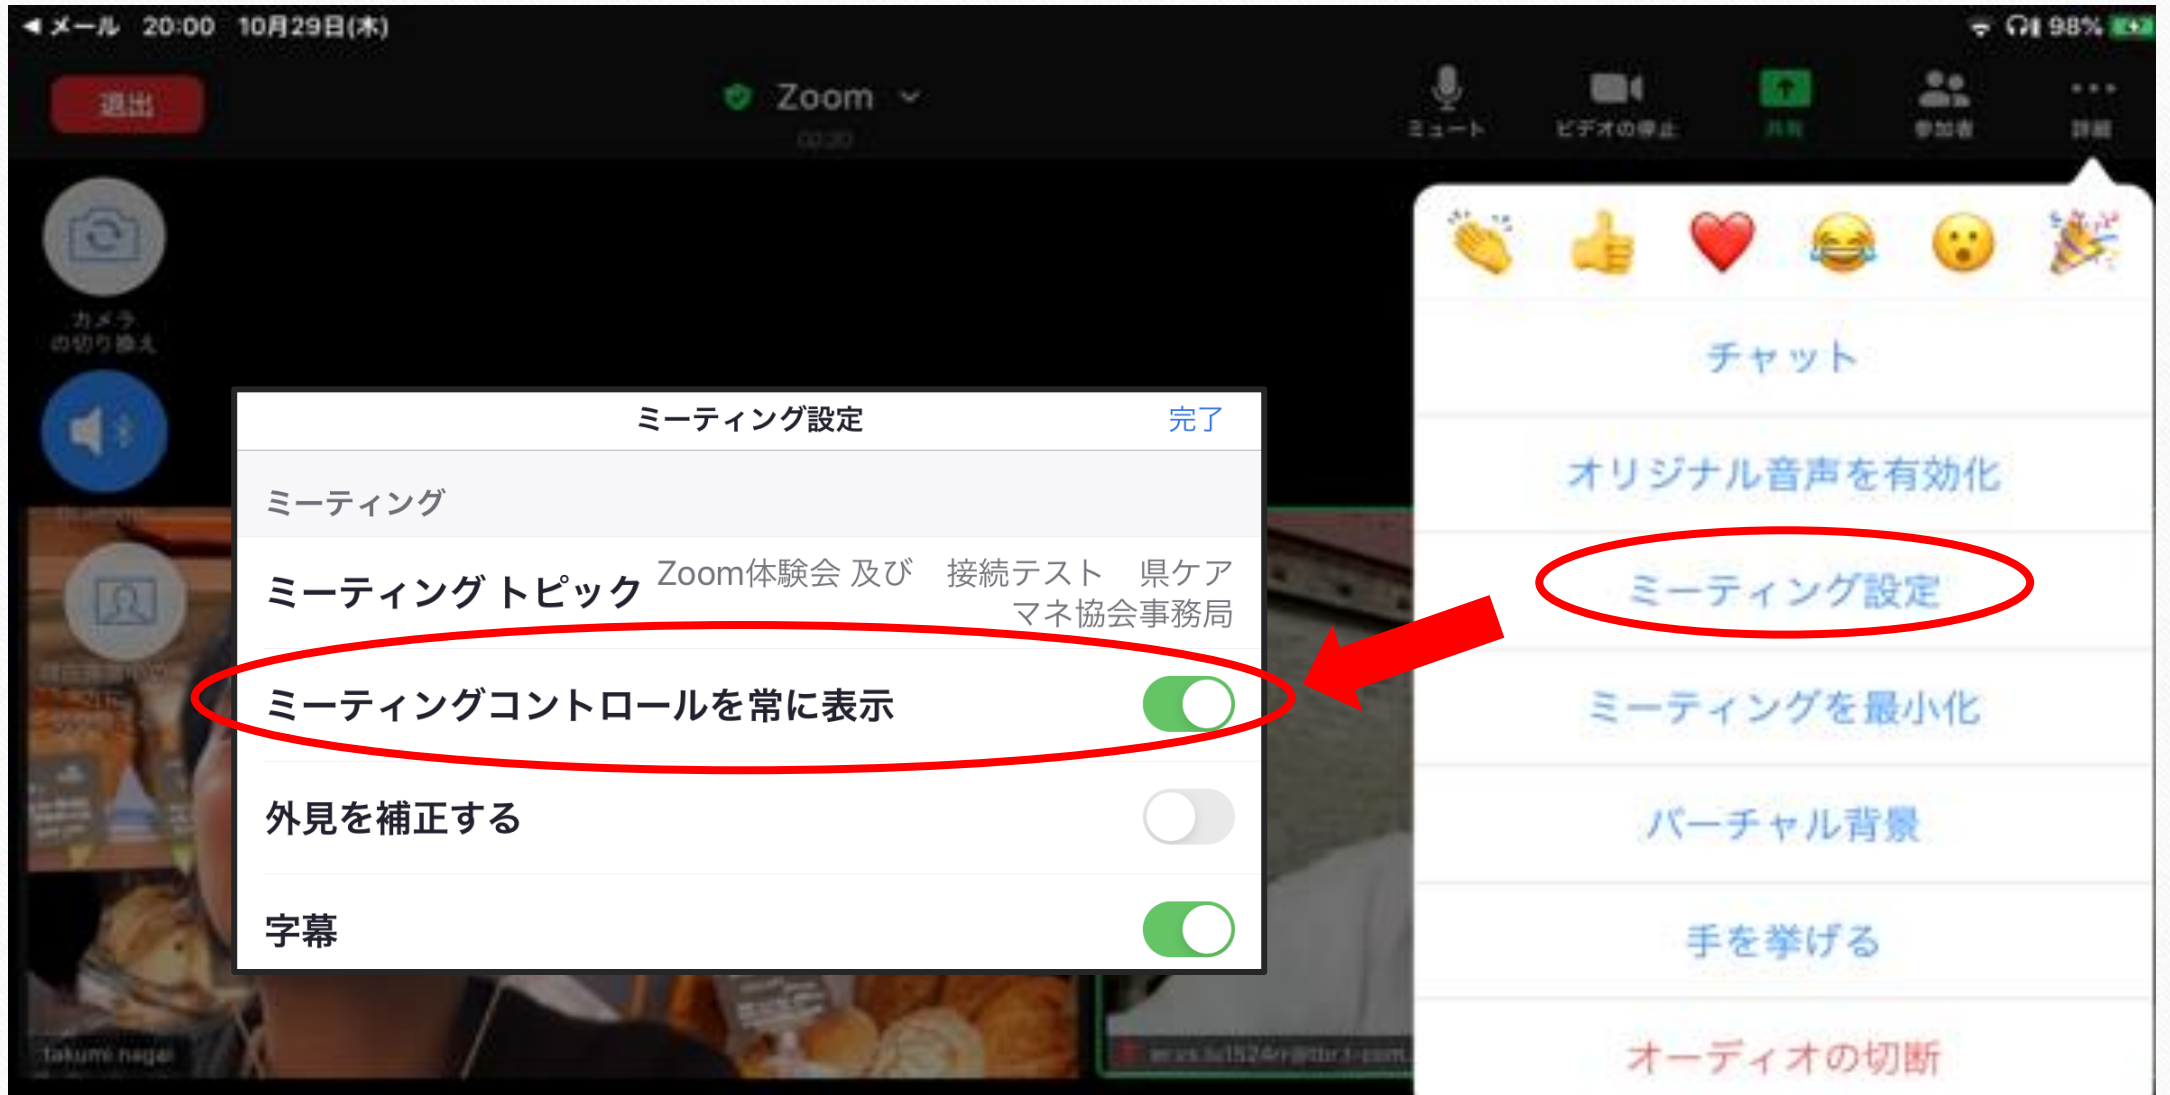 メール 20:00 10月29日(木)
98%
退出
Zoom
00:30
ミュート
ビデオの停止
共有
参加者
詳細
カメラ
の切り換え
チャット
オリジナル音声を有効化
ミーティング設定
ミーティングを最小化
バーチャル背景
手を挙げる
オーディオの切断
ミーティング設定
完了
ミーティング
ミーティング トピック
Zoom体験会 及び 接続テスト 県ケア
マネ協会事務局
ミーティングコントロールを常に表示
外見を補正する
字幕
takumi nagai